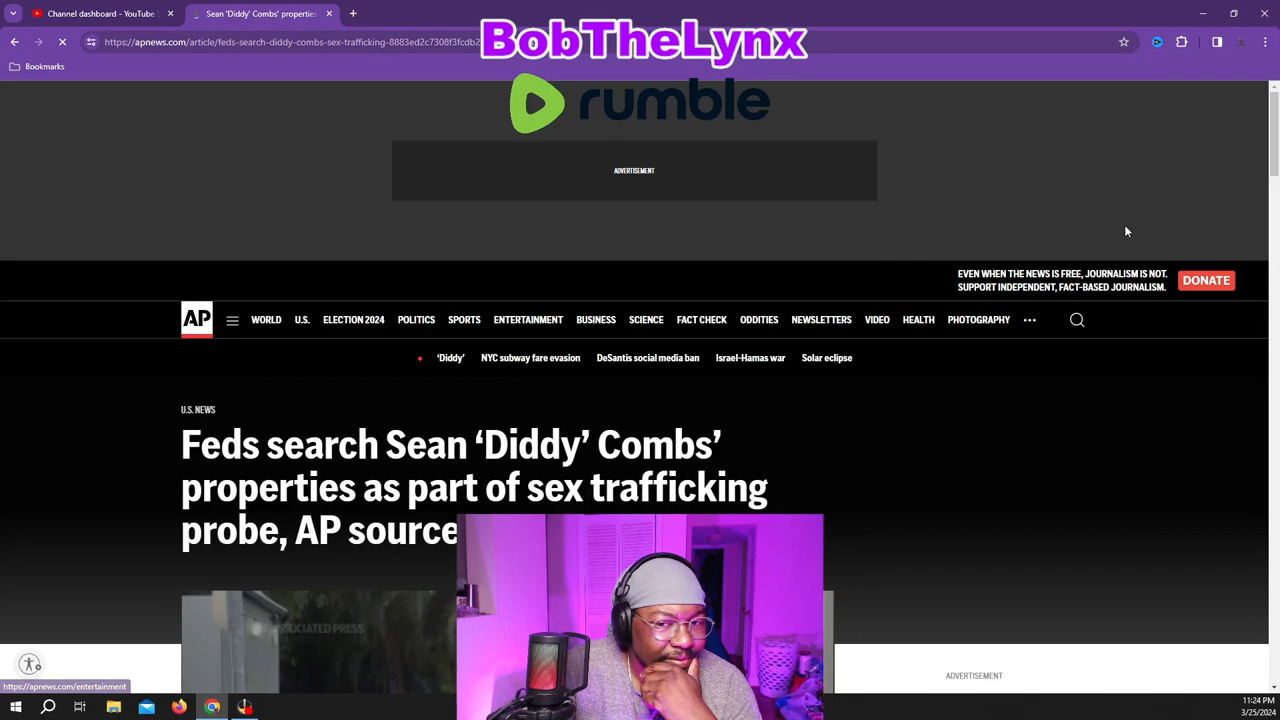 Channel dashboard - YouTube
Sean 'Diddy' Combs' properties
https://apnews.com/article/feds-search-diddy-combs-sex-trafficking-8883ed2c7308f3fcdb2
BobTheLynx
Bookmarks
rumble
ADVERTISEMENT
EVEN WHEN THE NEWS IS FREE, JOURNALISM IS NOT.
SUPPORT INDEPENDENT, FACT-BASED JOURNALISM.
DONATE
AP
WORLD U.S. ELECTION 2024 POLITICS SPORTS ENTERTAINMENT BUSINESS SCIENCE FACT CHECK ODDITIES NEWSLETTERS VIDEO HEALTH PHOTOGRAPHY
‘Diddy’ NYC subway fare evasion DeSantis social media ban Israel-Hamas war Solar eclipse
U.S. NEWS
Feds search Sean ‘Diddy’ Combs’
properties as part of sex trafficking
probe, AP source
SSOCIATED PRESS
ADVERTISEMENT
https://apnews.com/entertainment
11:24 PM
3/25/2024